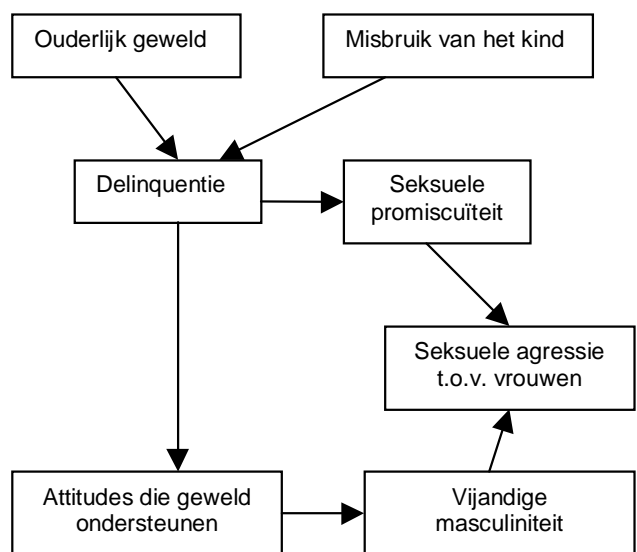 Ouderlijk geweld
Misbruik van het kind
Delinquentie
Seksuele
promiscuïteit
Seksuele agressie
t.o.v. vrouwen
Attitudes die geweld
ondersteunen
Vijandige
masculiniteit